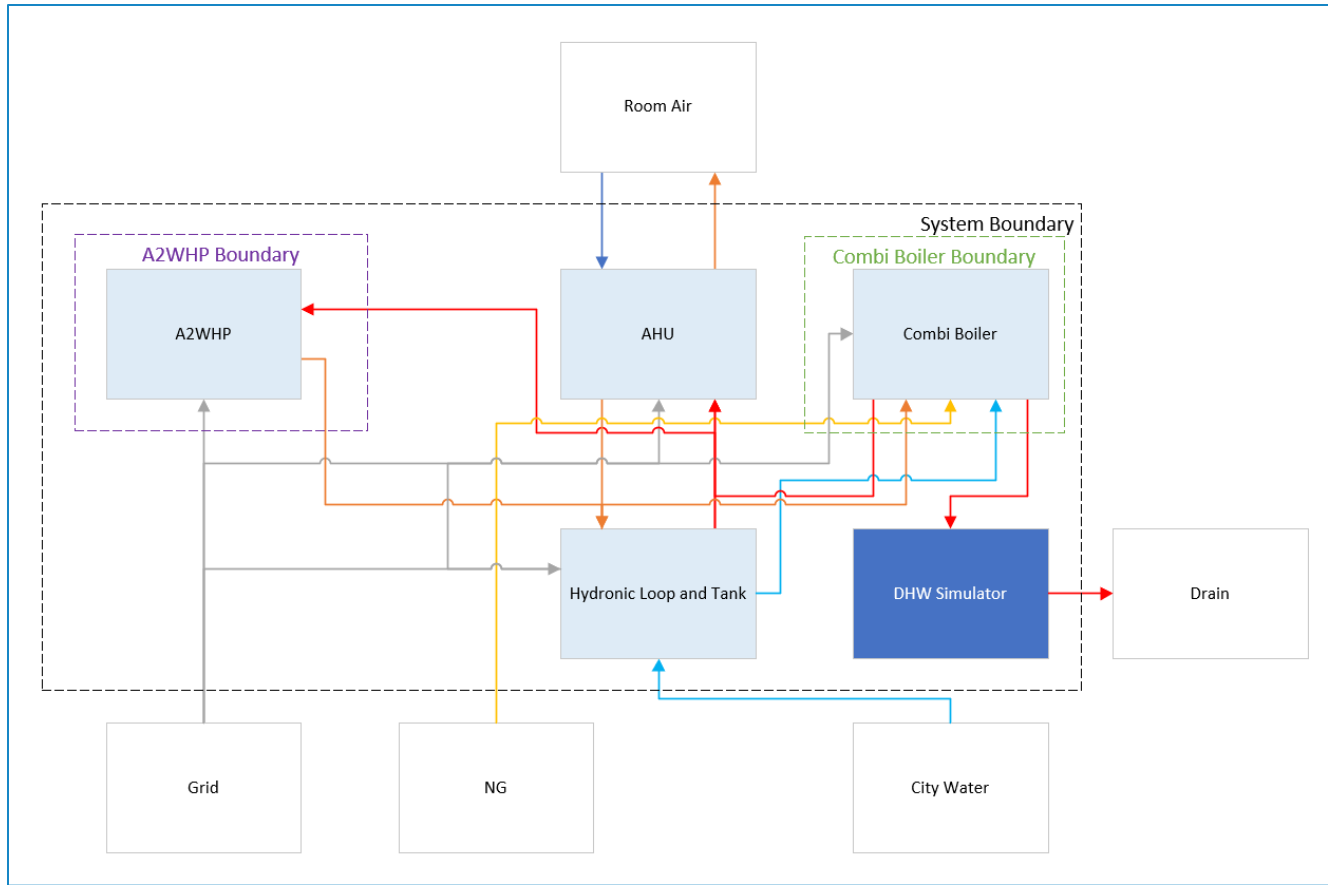 Room Air
System Boundary
A2WHP Boundary
Combi Boiler Boundary
A2WHP
AHU
Combi Boiler
Hydronic Loop and Tank
DHW Simulator
Drain
Grid
NG
City Water